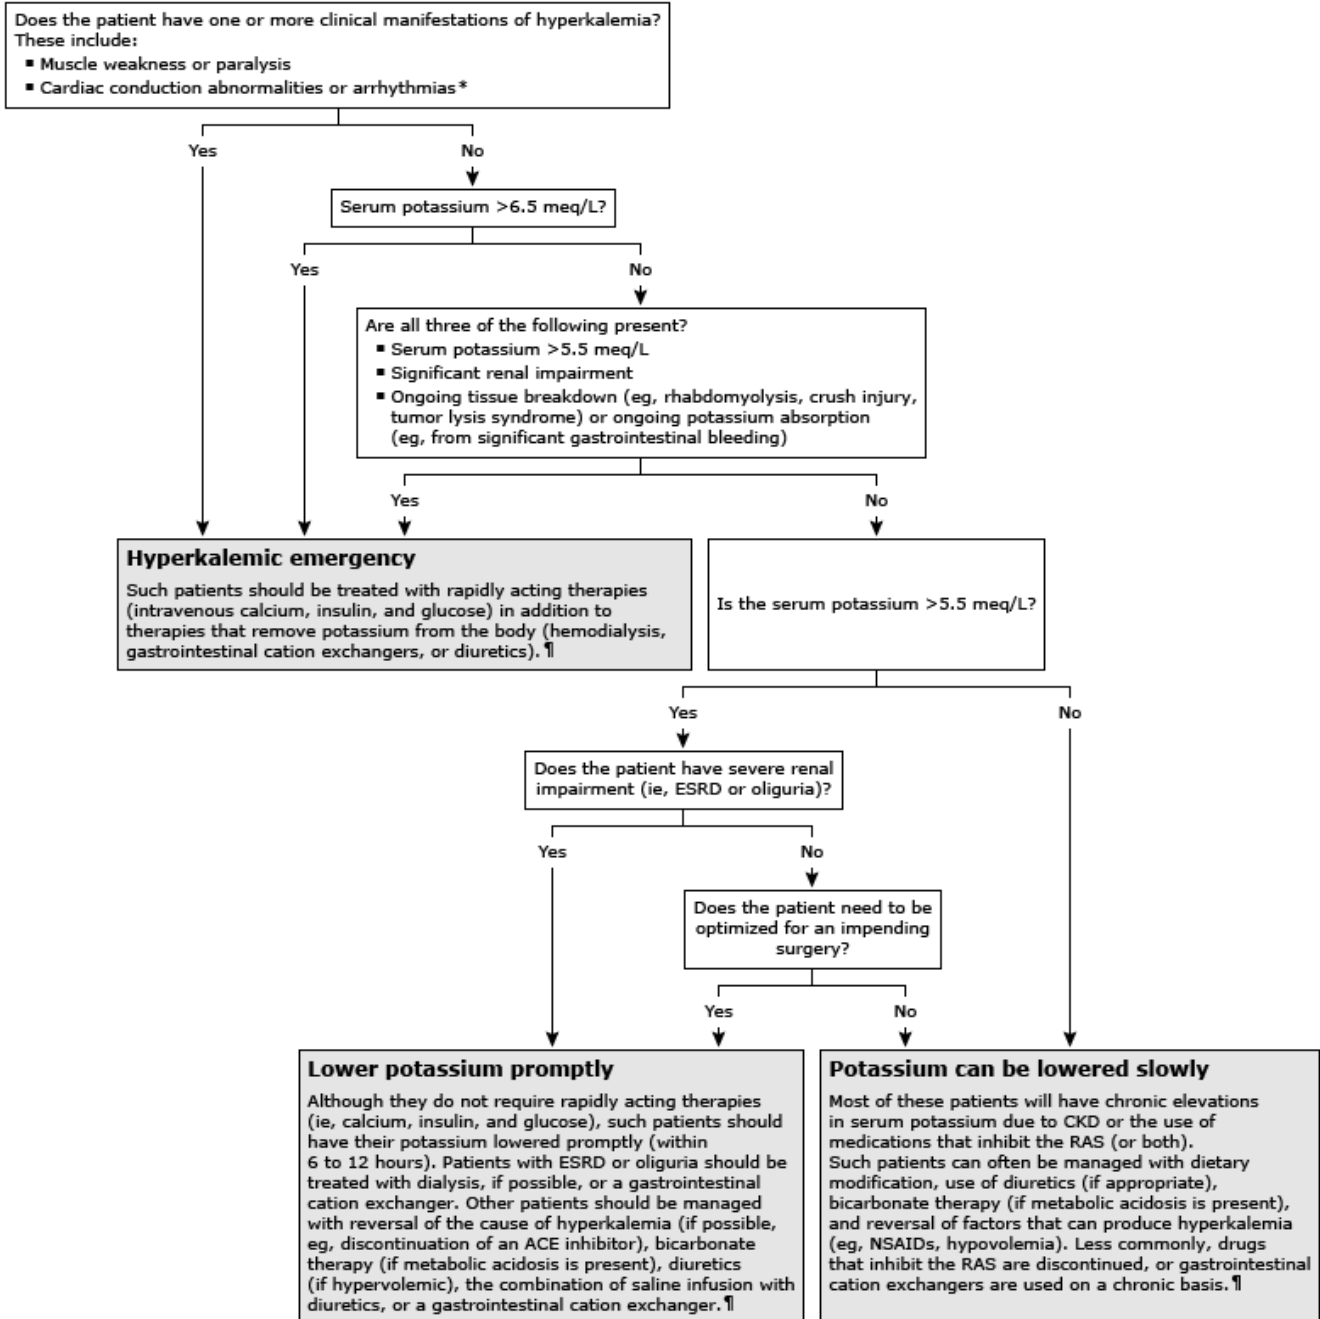 Does the patient have one or more clinical manifestations of hyperkalemia?
These include:
▪ Muscle weakness or paralysis
▪ Cardiac conduction abnormalities or arrhythmias*
Yes
No
Serum potassium >6.5 meq/L?
Yes
No
Are all three of the following present?
▪ Serum potassium >5.5 meq/L
▪ Significant renal impairment
▪ Ongoing tissue breakdown (eg, rhabdomyolysis, crush injury,
tumor lysis syndrome) or ongoing potassium absorption
(eg, from significant gastrointestinal bleeding)
Yes
No
Hyperkalemic emergency
Such patients should be treated with rapidly acting therapies
(intravenous calcium, insulin, and glucose) in addition to
therapies that remove potassium from the body (hemodialysis,
gastrointestinal cation exchangers, or diuretics).¶
Is the serum potassium >5.5 meq/L?
Yes
No
Does the patient have severe renal
impairment (ie, ESRD or oliguria)?
Yes
No
Does the patient need to be
optimized for an impending
surgery?
Yes
No
Lower potassium promptly
Although they do not require rapidly acting therapies
(ie, calcium, insulin, and glucose), such patients should
have their potassium lowered promptly (within
6 to 12 hours). Patients with ESRD or oliguria should be
treated with dialysis, if possible, or a gastrointestinal
cation exchanger. Other patients should be managed
with reversal of the cause of hyperkalemia (if possible,
eg, discontinuation of an ACE inhibitor), bicarbonate
therapy (if metabolic acidosis is present), diuretics
(if hypervolemic), the combination of saline infusion with
diuretics, or a gastrointestinal cation exchanger.¶
Potassium can be lowered slowly
Most of these patients will have chronic elevations
in serum potassium due to CKD or the use of
medications that inhibit the RAS (or both).
Such patients can often be managed with dietary
modification, use of diuretics (if appropriate),
bicarbonate therapy (if metabolic acidosis is present),
and reversal of factors that can produce hyperkalemia
(eg, NSAIDs, hypovolemia). Less commonly, drugs
that inhibit the RAS are discontinued, or gastrointestinal
cation exchangers are used on a chronic basis.¶